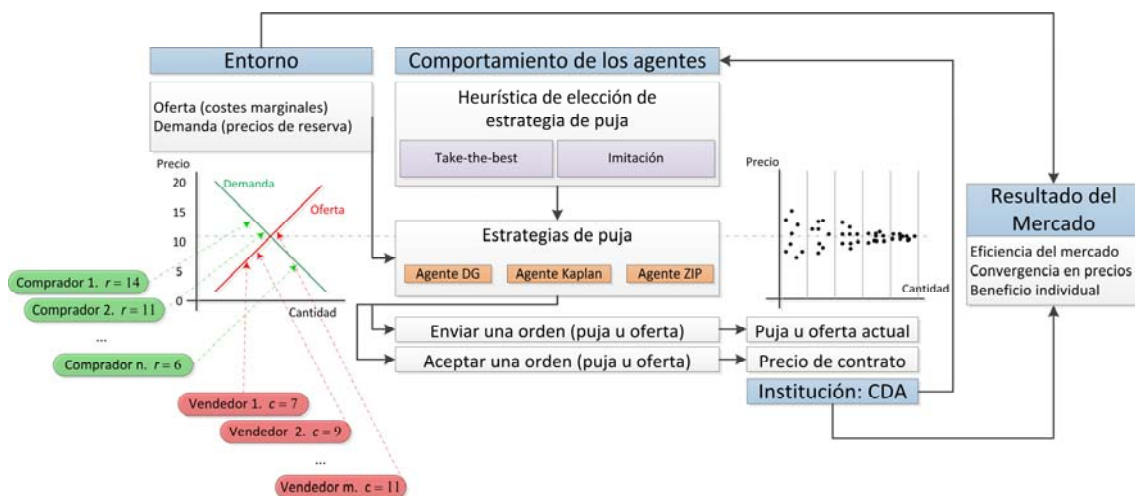 Entorno
Oferta (costes marginales)
Demanda (precios de reserva)
Precio
20
15
10
5
0
Demanda
Oferta
Cantidad
Comprador 1. r = 14
Comprador 2. r = 11
...
Comprador n. r = 6
Vendedor 1. c = 7
Vendedor 2. c = 9
...
Vendedor m. c = 11
Comportamiento de los agentes
Heurística de elección de
estrategia de puja
Take-the-best
Imitación
Estrategias de puja
Agente DG
Agente Kaplan
Agente ZIP
Enviar una orden (puja u oferta)
Aceptar una orden (puja u oferta)
Precio
Cantidad
Puja u oferta actual
Precio de contrato
Institución: CDA
Resultado del
Mercado
Eficiencia del mercado
Convergencia en precios
Beneficio individual